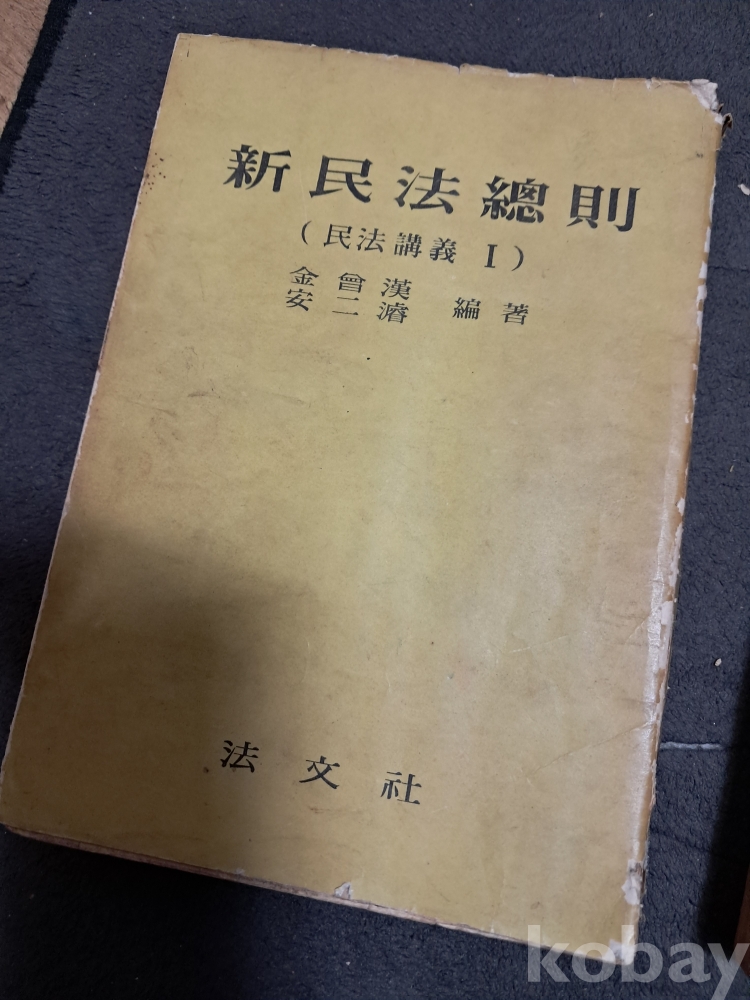 新民法總則
(民法講義 I)
金曾漢
安二濬 編著
法文社
kobay